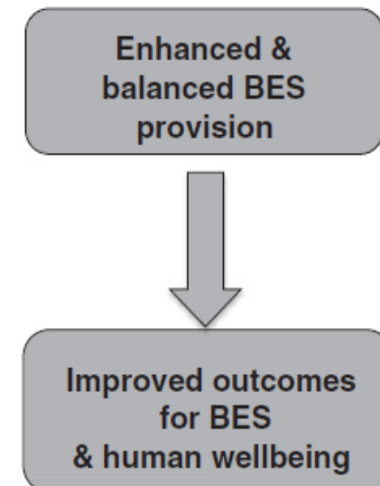 Enhanced &
balanced BES
provision
Improved outcomes
for BES
& human wellbeing